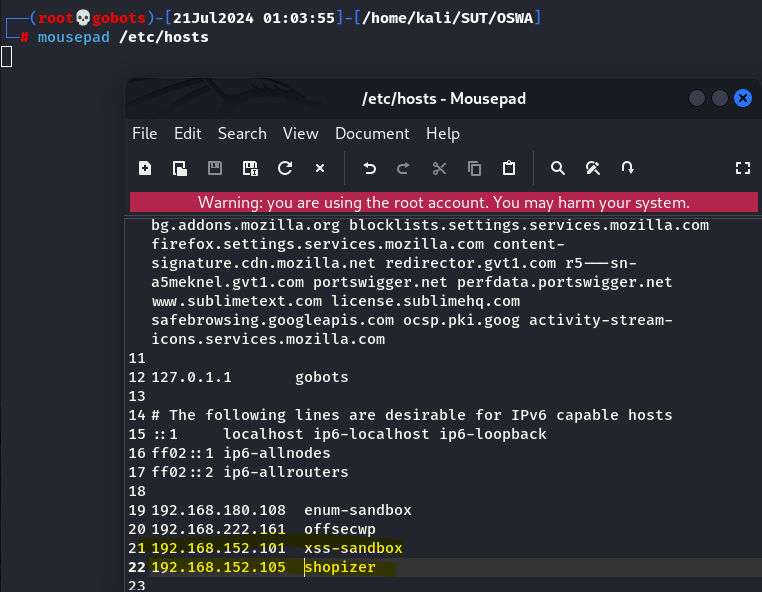 (root💀gobots)-[21Jul2024 01:03:55]-[/home/kali/SUT/OSWA]
# mousepad /etc/hosts
/etc/hosts - Mousepad
File Edit Search View Document Help
Warning: you are using the root account. You may harm your system.
bg.addons.mozilla.org blocklists.settings.services.mozilla.com
firefox.settings.services.mozilla.com content-
signature.cdn.mozilla.net redirector.gvt1.com r5---sn-
a5meknel.gvt1.com portswigger.net perfdata.portswigger.net
www.sublimetext.com license.sublimehq.com
safebrowsing.googleapis.com ocsp.pki.goog activity-stream-
icons.services.mozilla.com
11
12 127.0.1.1 gobots
13
14 # The following lines are desirable for IPv6 capable hosts
15 ::1 localhost ip6-localhost ip6-loopback
16 ff02::1 ip6-allnodes
17 ff02::2 ip6-allrouters
18
19 192.168.180.108 enum-sandbox
20 192.168.222.161 offsecwp
21 192.168.152.101 xss-sandbox
22 192.168.152.105 shopizer
23